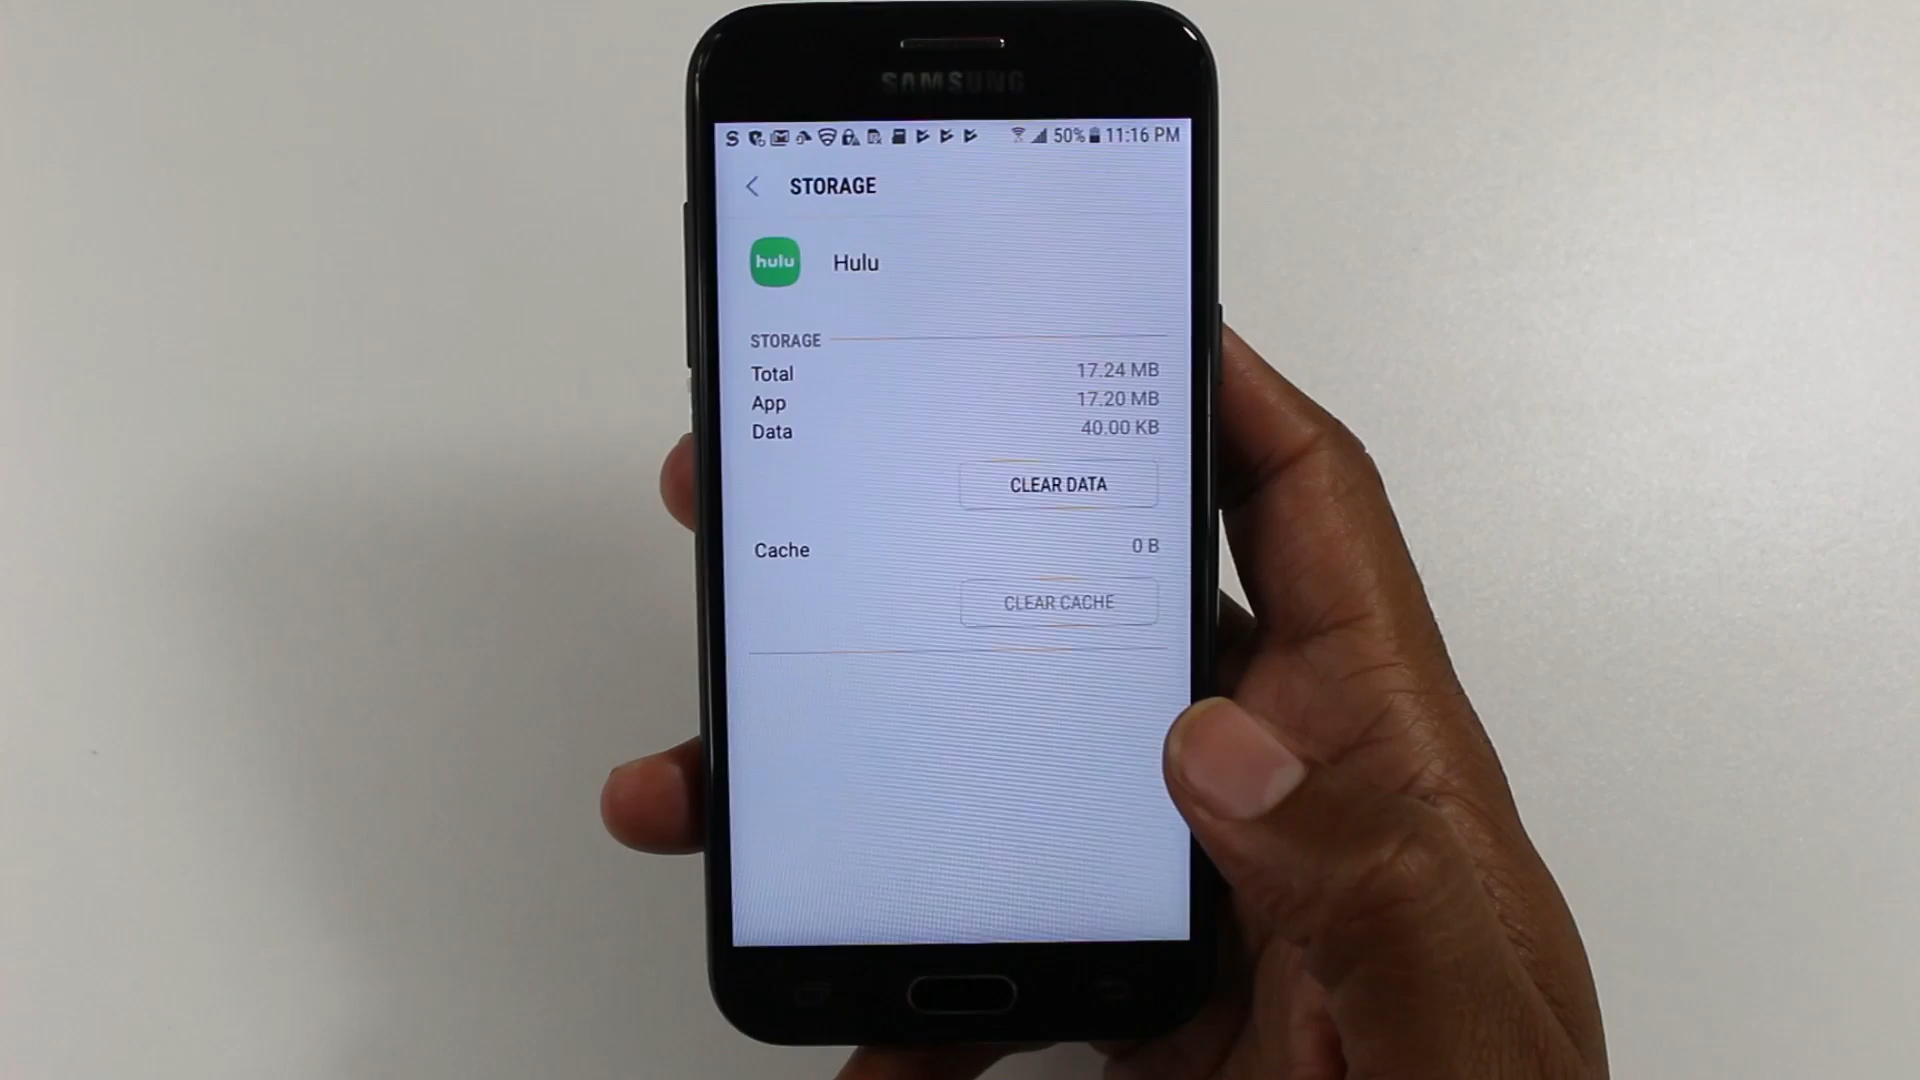 SAMSUNG
50% 11:16 PM
STORAGE
hulu Hulu
STORAGE
Total 17.24 MB
App 17.20 MB
Data 40.00 KB
CLEAR DATA
Cache 0 B
CLEAR CACHE